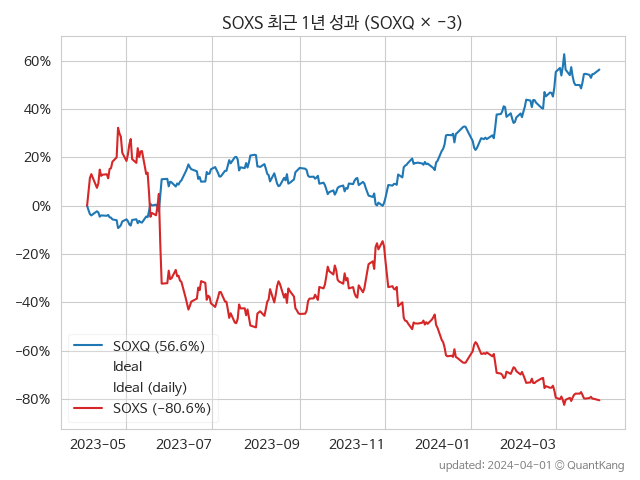 SOXS 최근 1년 성과 (SOXQ × −3)
60%
40%
20%
0%
−20%
−40%
−60%
−80%
SOXQ (56.6%)
Ideal
Ideal (daily)
SOXS (−80.6%)
2023−05
2023−07
2023−09
2023−11
2024−01
2024−03
updated: 2024−04−01 © QuantKang